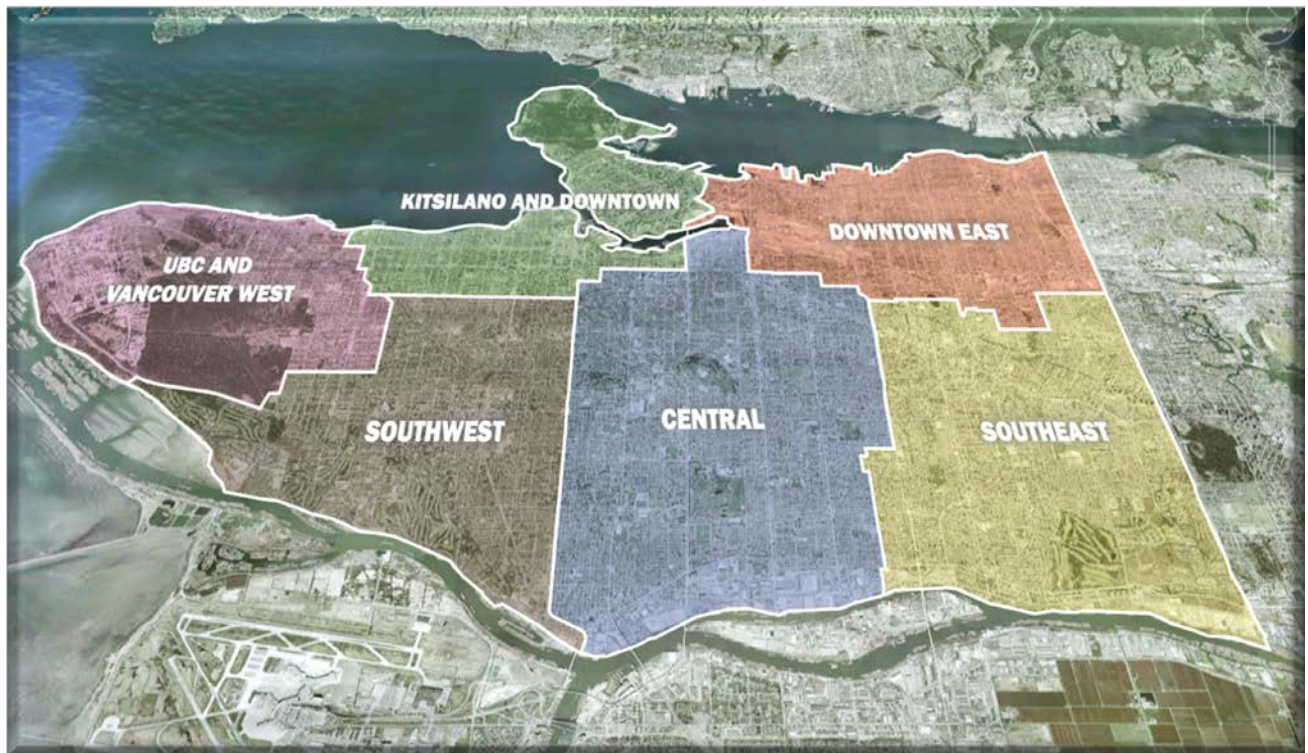 KITSILANO AND DOWNTOWN
DOWNTOWN EAST
UBC AND
VANCOUVER WEST
SOUTHWEST
CENTRAL
SOUTHEAST